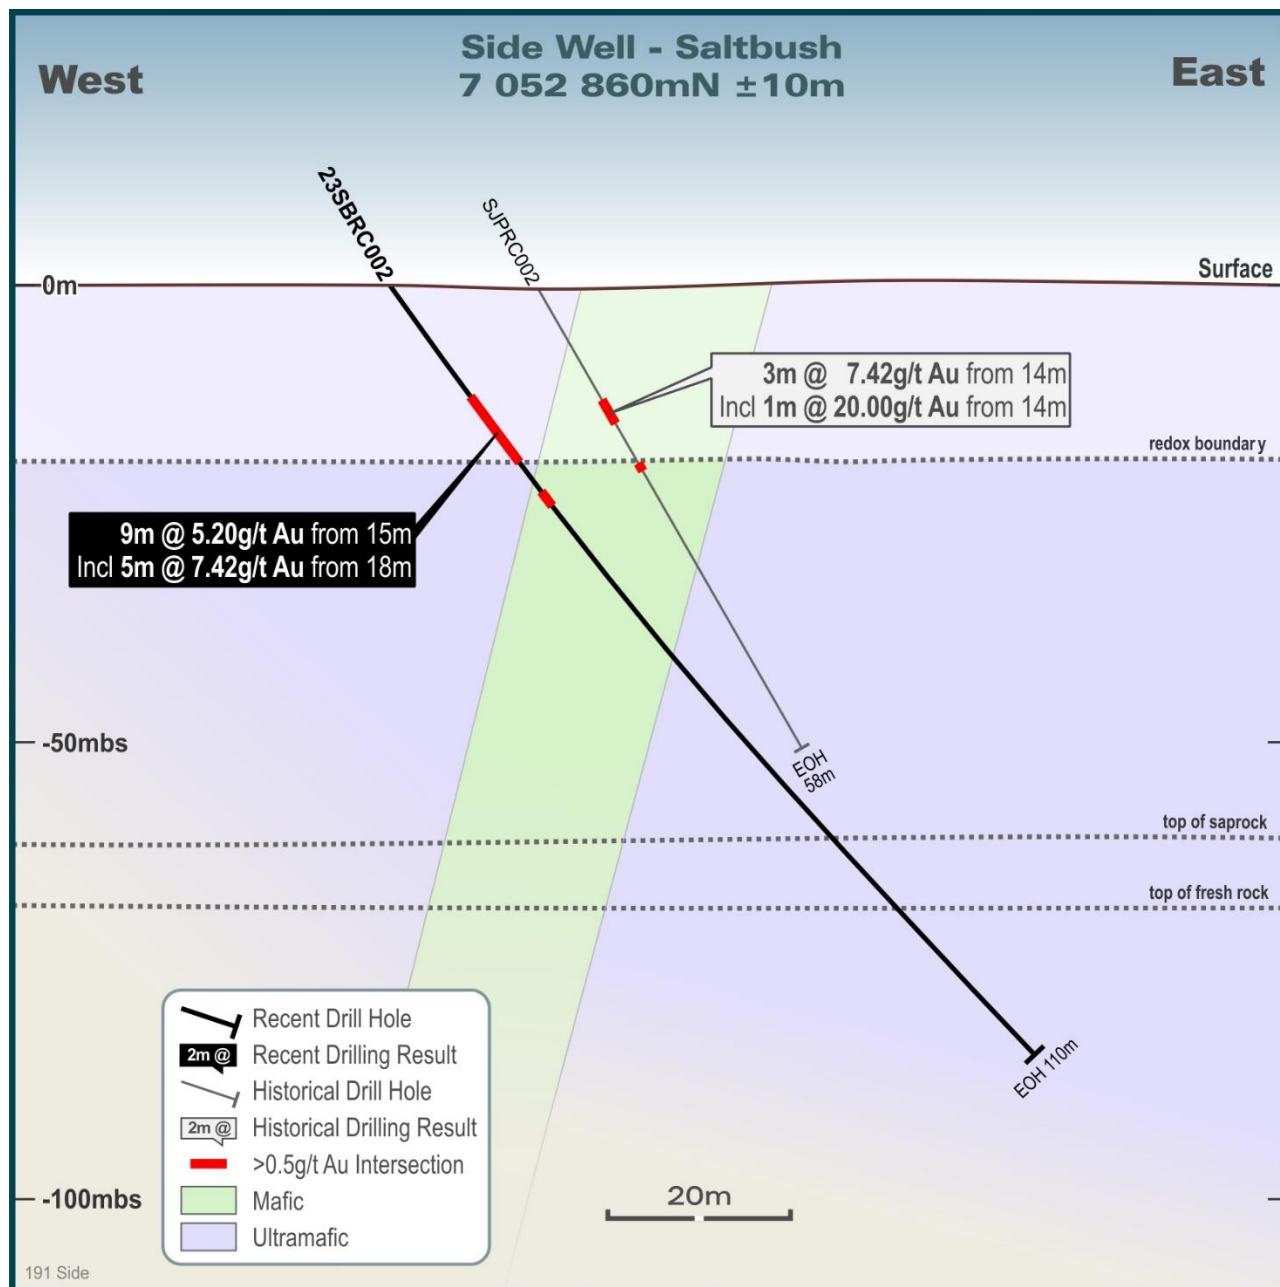 Side Well - Saltbush
7 052 860mN ±10m
West
East
23SBRC002
SJPRC002
0m
Surface
3m @ 7.42g/t Au from 14m
Incl 1m @ 20.00g/t Au from 14m
redox boundary
9m @ 5.20g/t Au from 15m
Incl 5m @ 7.42g/t Au from 18m
-50mbs
EOH
58m
top of saprock
top of fresh rock
Recent Drill Hole
2m @
Recent Drilling Result
Historical Drill Hole
2m @
Historical Drilling Result
>0.5g/t Au Intersection
Mafic
Ultramafic
EOH 110m
-100mbs
20m
191 Side